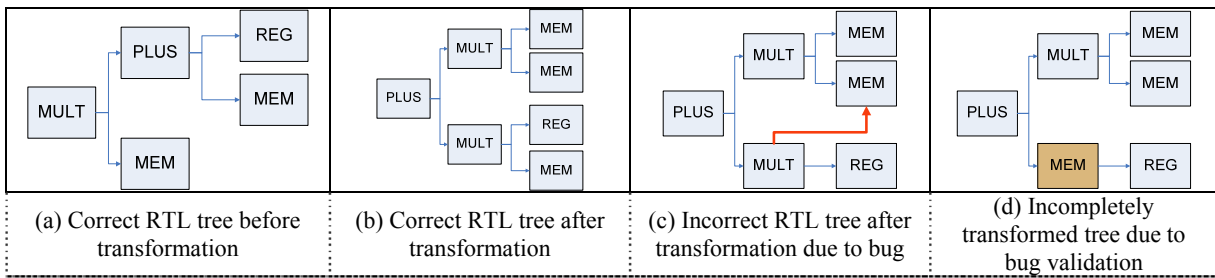 MULT
PLUS
REG
MEM
MEM
PLUS
MULT
MEM
MEM
MULT
REG
MEM
PLUS
MULT
MEM
MEM
MULT
REG
PLUS
MULT
MEM
MEM
MEM
REG
(a) Correct RTL tree before
transformation
(b) Correct RTL tree after
transformation
(c) Incorrect RTL tree after
transformation due to bug
(d) Incompletely
transformed tree due to
bug validation